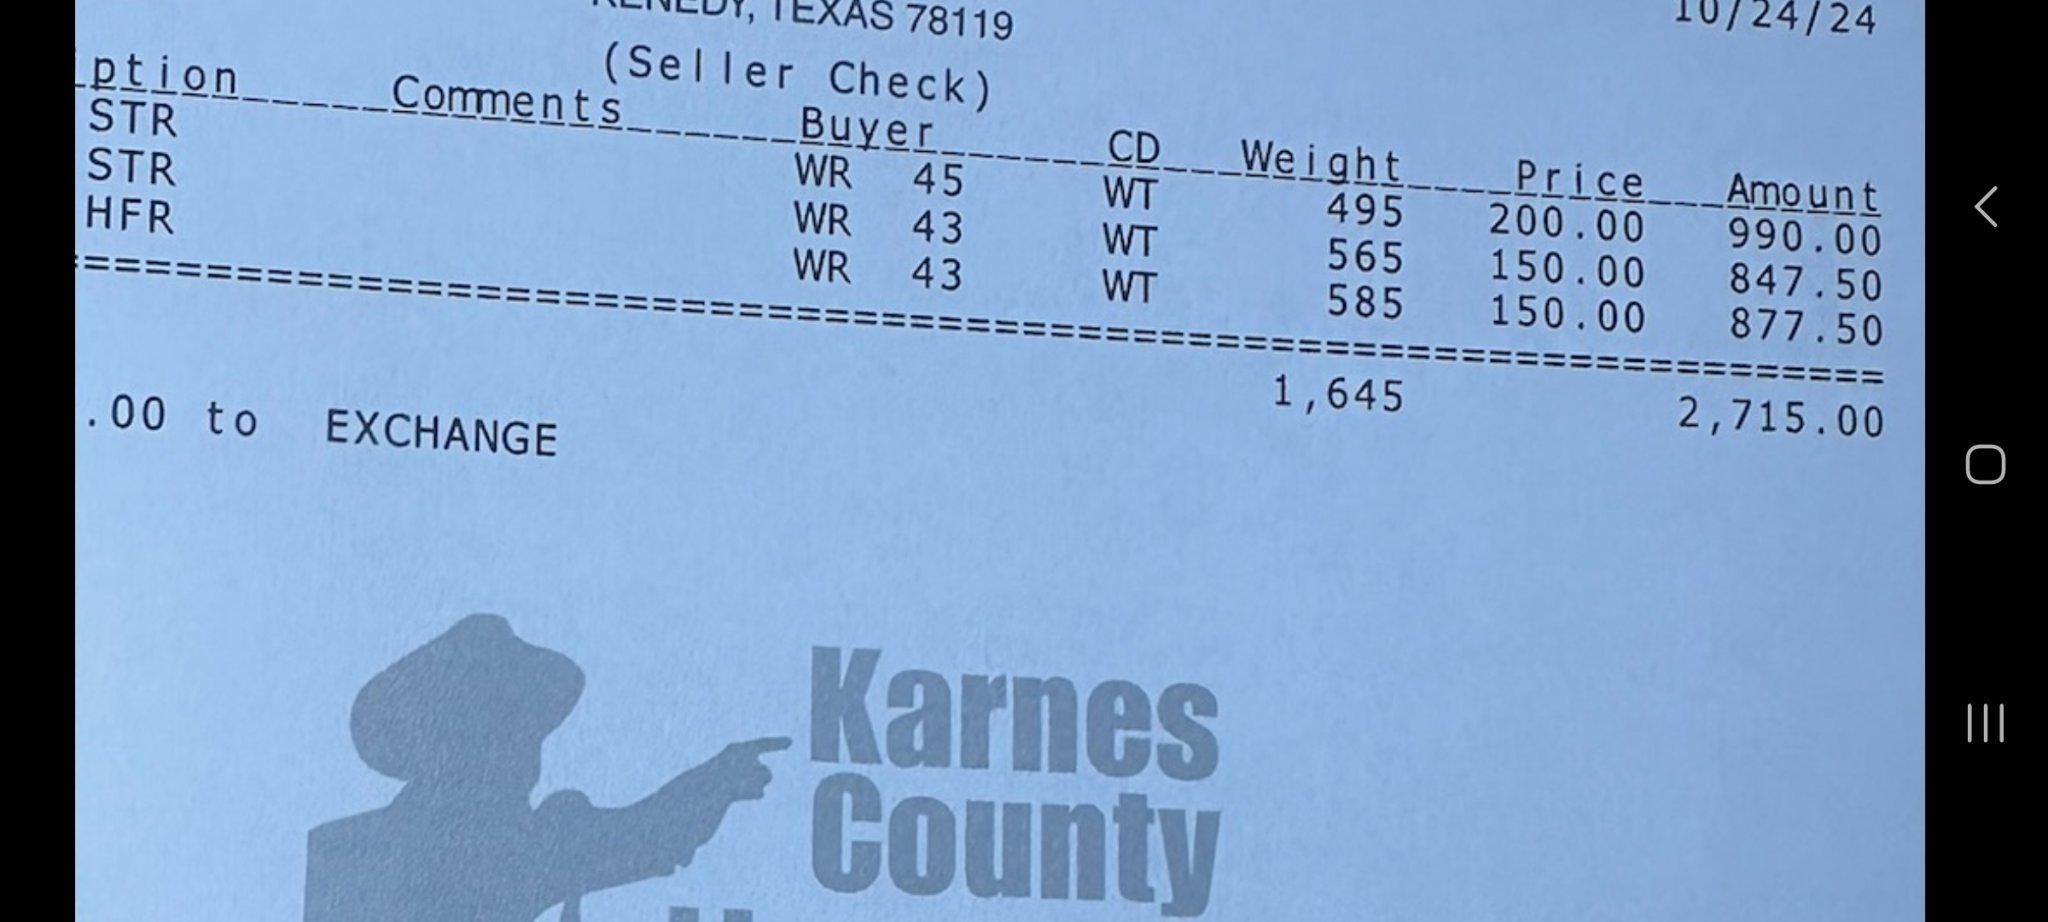 KENEDY, TEXAS 78119 10/24/24
(Seller Check)
iption Comments Buyer CD Weight Price Amount
STR WR 45 WT 495 200.00 990.00
STR WR 43 WT 565 150.00 847.50
HFR WR 43 WT 585 150.00 877.50
1,645 2,715.00
.00 to EXCHANGE
Karnes
County